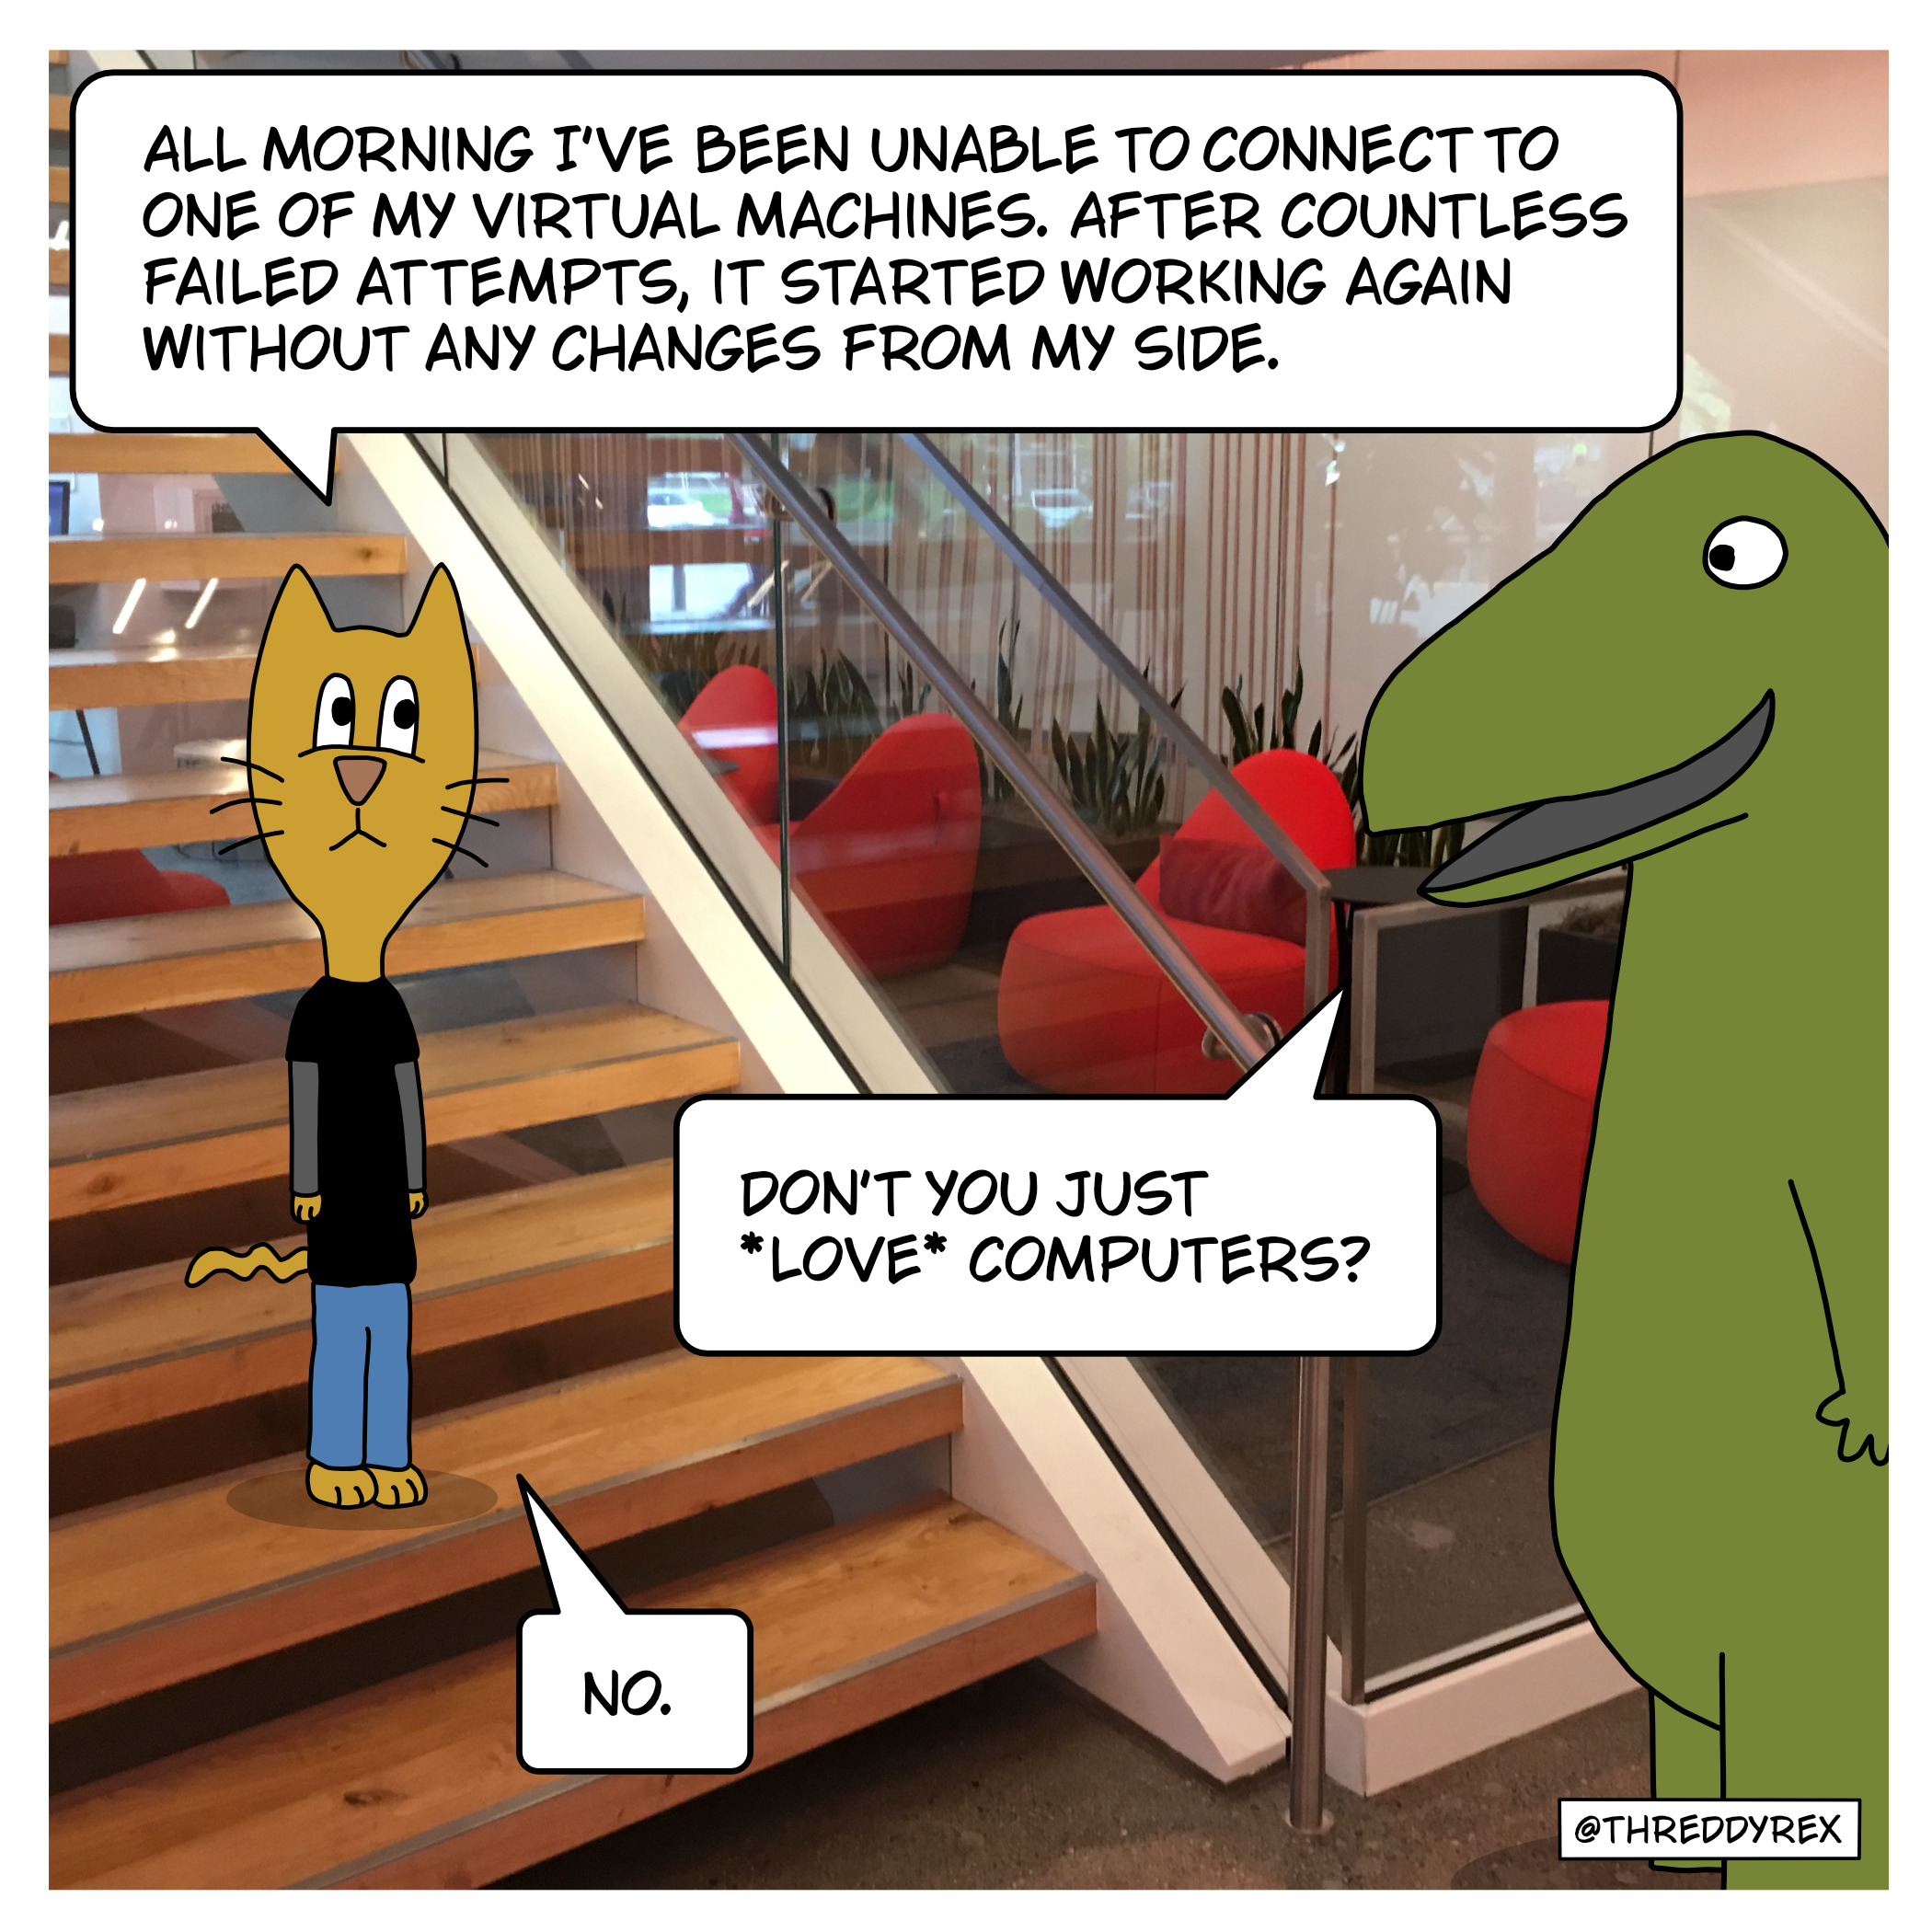 ALL MORNING I'VE BEEN UNABLE TO CONNECT TO
ONE OF MY VIRTUAL MACHINES. AFTER COUNTLESS
FAILED ATTEMPTS, IT STARTED WORKING AGAIN
WITHOUT ANY CHANGES FROM MY SIDE.
DON'T YOU JUST
*LOVE* COMPUTERS?
NO.
@THREDDYREX